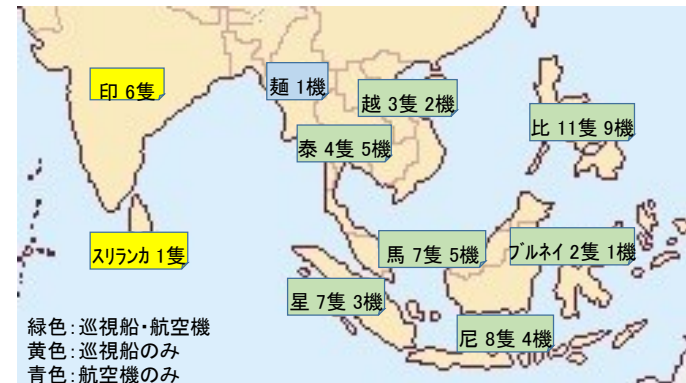 印 6隻
麺 1機
越 3隻 2機
比 11隻 9機
泰 4隻 5機
スリランカ 1隻
馬 7隻 5機
ブルネイ 2隻 1機
星 7隻 3機
尼 8隻 4機
緑色:巡視船・航空機
黄色:巡視船のみ
青色:航空機のみ